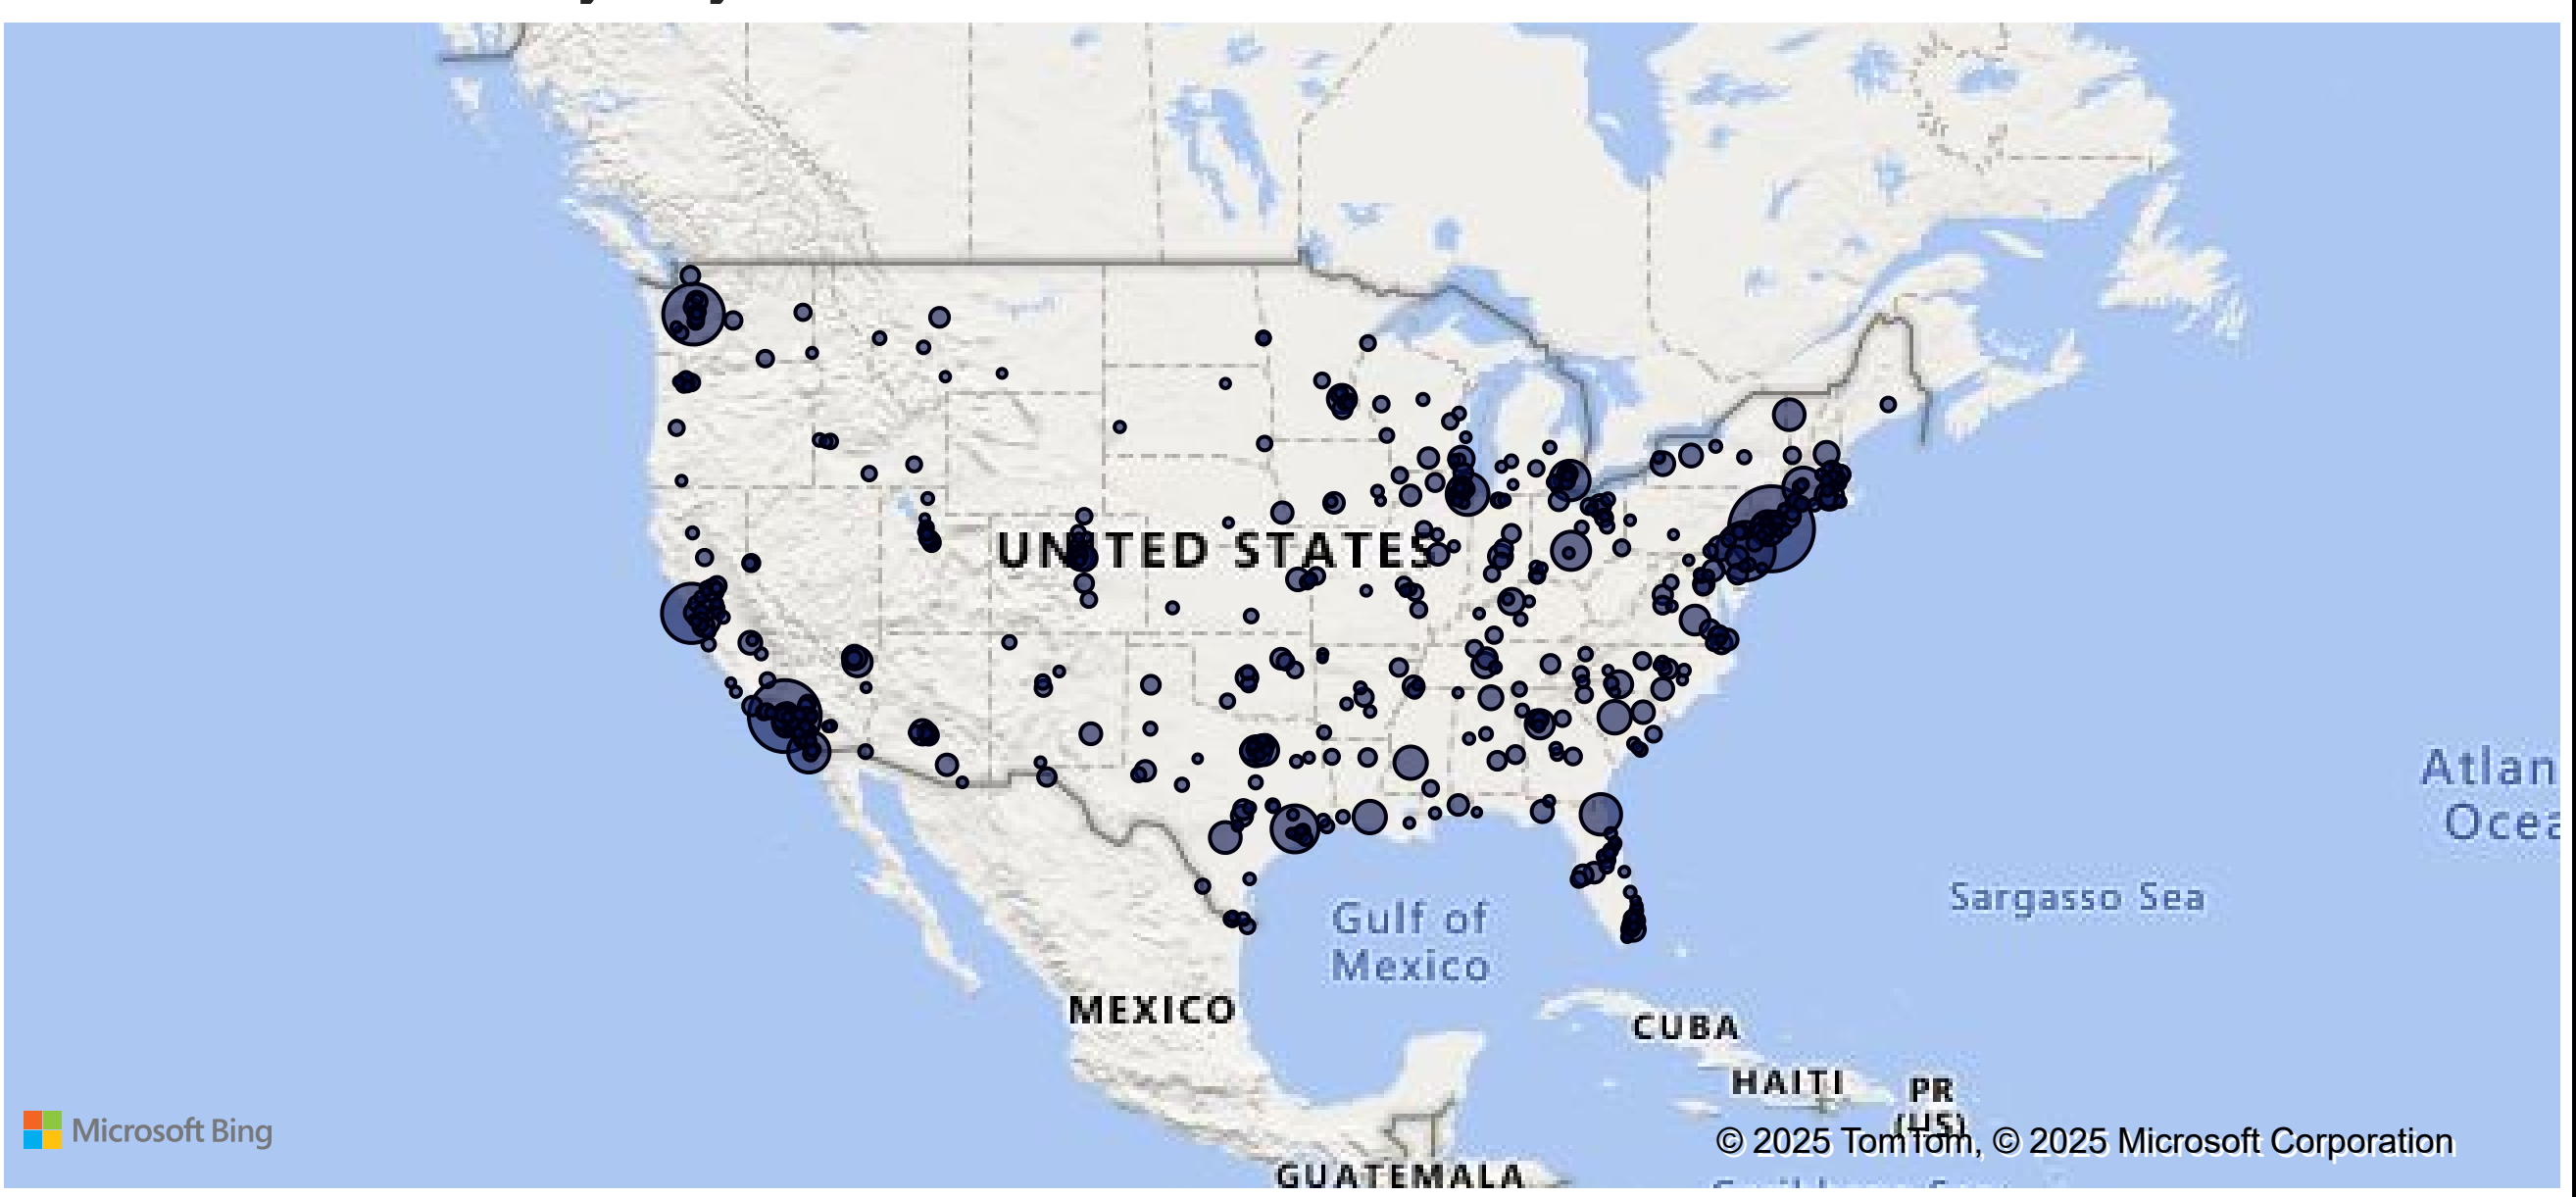 UNITED STATES
Atlan
Ocea
Sargasso Sea
Gulf of
Mexico
MEXICO
CUBA
HAITI
PR
(US)
Microsoft Bing
© 2025 TomTom, © 2025 Microsoft Corporation
GUATEMALA